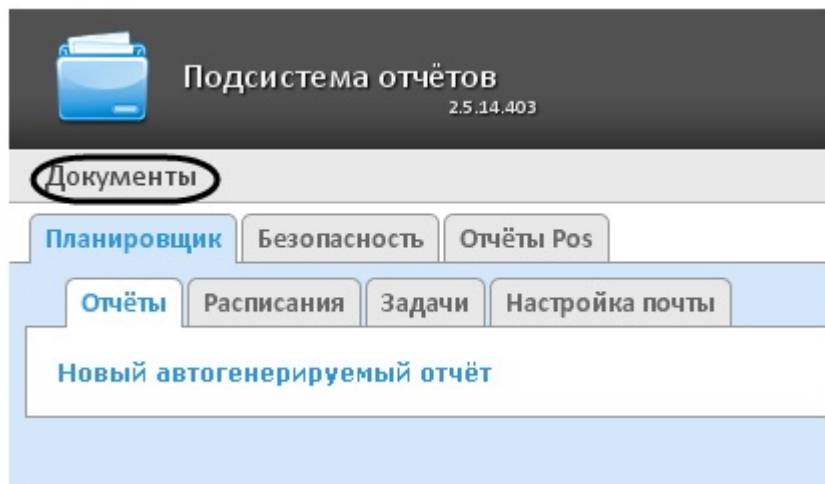 Подсистема отчётов
2.5.14.403
Документы
Планировщик Безопасность Отчёты Pos
Отчёты Расписания Задачи Настройка почты
Новый автогенерируемый отчёт